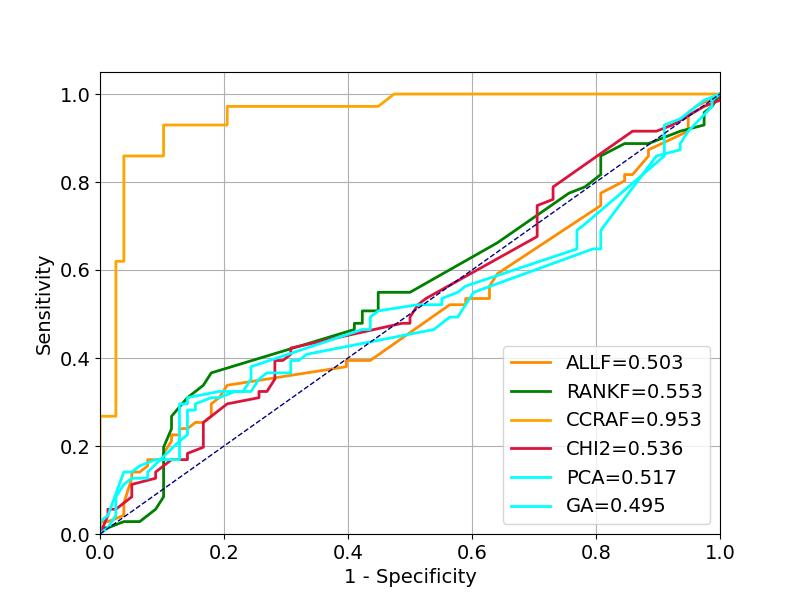 1.0
0.8
0.6
0.4
0.2
0.0
Sensitivity
ALLF=0.503
RANKF=0.553
CCRAF=0.953
CHI2=0.536
PCA=0.517
GA=0.495
0.0 0.2 0.4 0.6 0.8 1.0
1 - Specificity